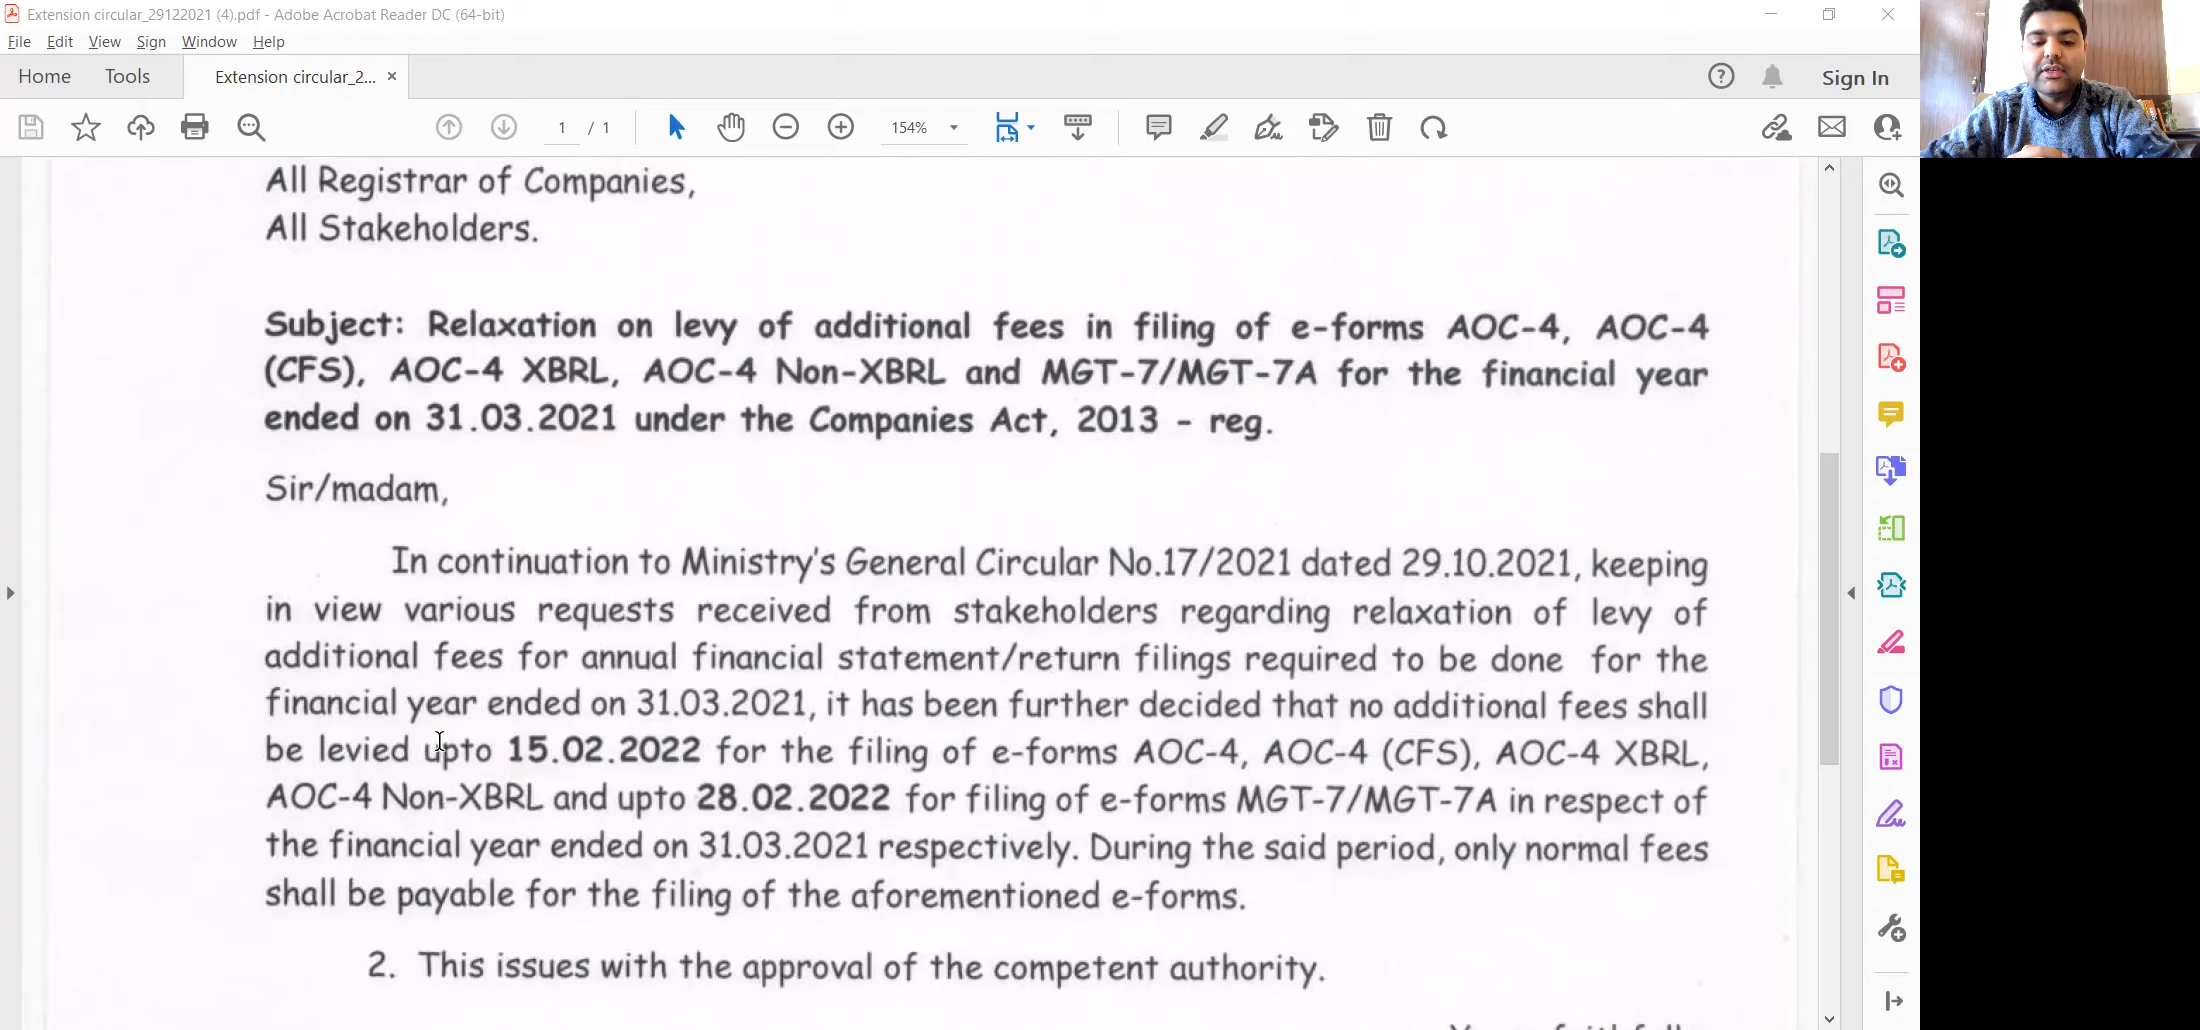 Extension circular_29122021 (4).pdf - Adobe Acrobat Reader DC (64-bit)
File Edit View Sign Window Help
Home Tools Extension circular_2... × Sign In
1 / 1 154%
All Registrar of Companies,
All Stakeholders.
Subject: Relaxation on levy of additional fees in filing of e-forms AOC-4, AOC-4
(CFS), AOC-4 XBRL, AOC-4 Non-XBRL and MGT-7/MGT-7A for the financial year
ended on 31.03.2021 under the Companies Act, 2013 - reg.
Sir/madam,
In continuation to Ministry's General Circular No.17/2021 dated 29.10.2021, keeping
in view various requests received from stakeholders regarding relaxation of levy of
additional fees for annual financial statement/return filings required to be done for the
financial year ended on 31.03.2021, it has been further decided that no additional fees shall
be levied upto 15.02.2022 for the filing of e-forms AOC-4, AOC-4 (CFS), AOC-4 XBRL,
AOC-4 Non-XBRL and upto 28.02.2022 for filing of e-forms MGT-7/MGT-7A in respect of
the financial year ended on 31.03.2021 respectively. During the said period, only normal fees
shall be payable for the filing of the aforementioned e-forms.
2. This issues with the approval of the competent authority.